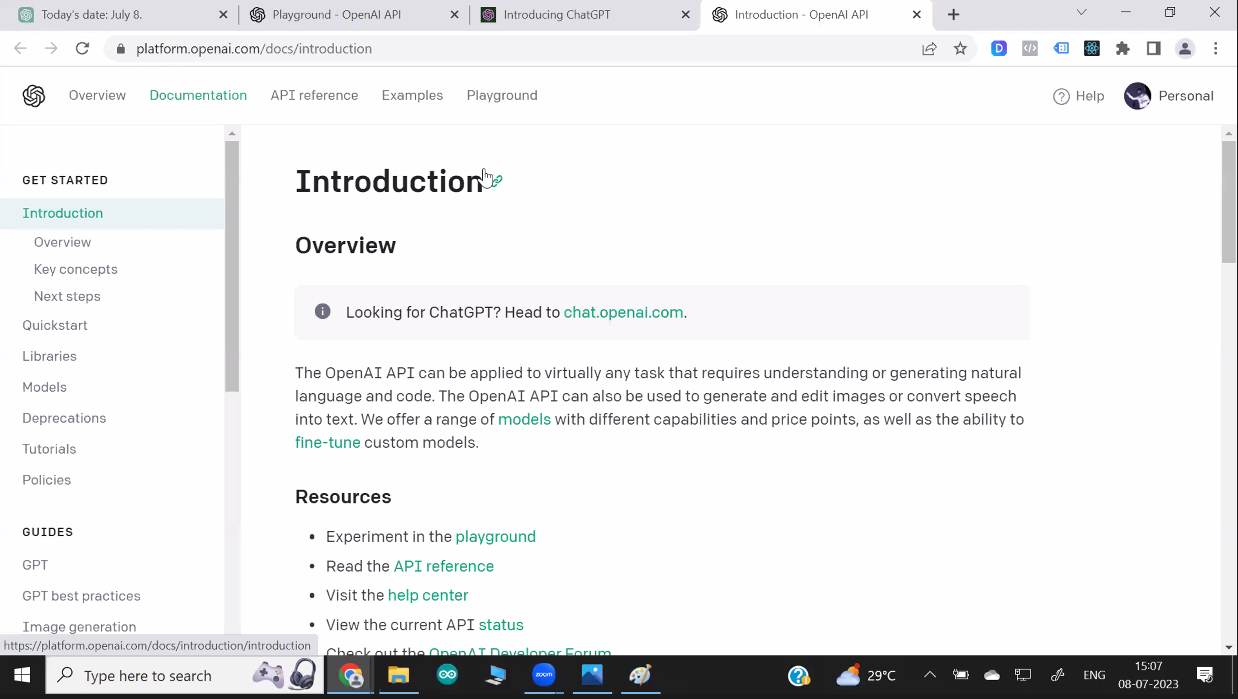 Today's date: July 8.
Playground - OpenAI API
Introducing ChatGPT
Introduction - OpenAI API
platform.openai.com/docs/introduction
Overview
Documentation
API reference
Examples
Playground
Help
Personal
GET STARTED
Introduction
Overview
Key concepts
Next steps
Quickstart
Libraries
Models
Deprecations
Tutorials
Policies
GUIDES
GPT
GPT best practices
Image generation
https://platform.openai.com/docs/introduction/introduction
Introduction
Overview
Looking for ChatGPT? Head to chat.openai.com.
The OpenAI API can be applied to virtually any task that requires understanding or generating natural
language and code. The OpenAI API can also be used to generate and edit images or convert speech
into text. We offer a range of models with different capabilities and price points, as well as the ability to
fine-tune custom models.
Resources
• Experiment in the playground
• Read the API reference
• Visit the help center
• View the current API status
• Check out the OpenAI Developer Forum
Type here to search
zoom
29°C
ENG
15:07
08-07-2023